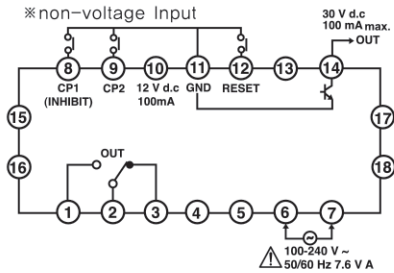 ※non-voltage Input
30 V d.c
100 mA max.
OUT
8 9 10 11 12 13 14
CP1 CP2 12 V d.c GND RESET
(INHIBIT) 100mA
15 17
16 18
OUT
1 2 3 4 5 6 7
100-240 V ~
50/60 Hz 7.6 V A